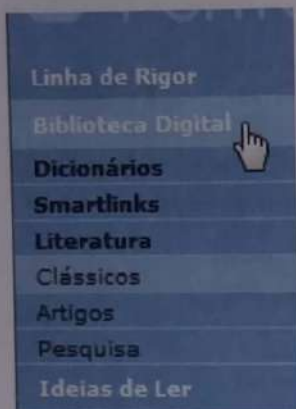 Linha de Rigor
Biblioteca Digital
Dicionários
Smartlinks
Literatura
Clássicos
Artigos
Pesquisa
Ideias de Ler